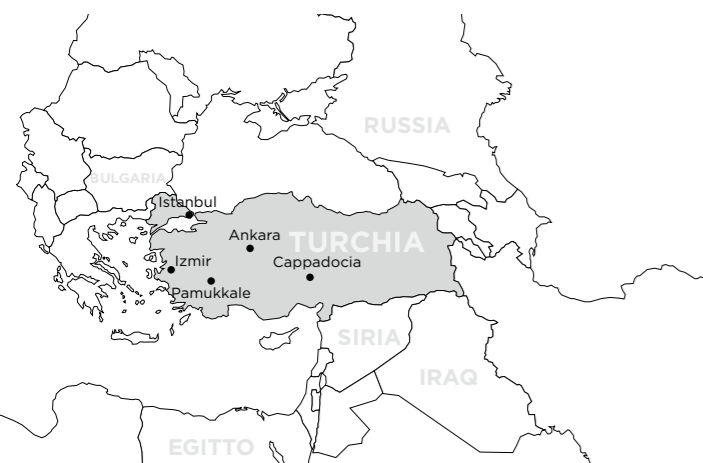 RUSSIA
BULGARIA
Istanbul
Ankara
TURCHIA
Izmir
Cappadocia
Pamukkale
SIRIA
IRAQ
EGITTO